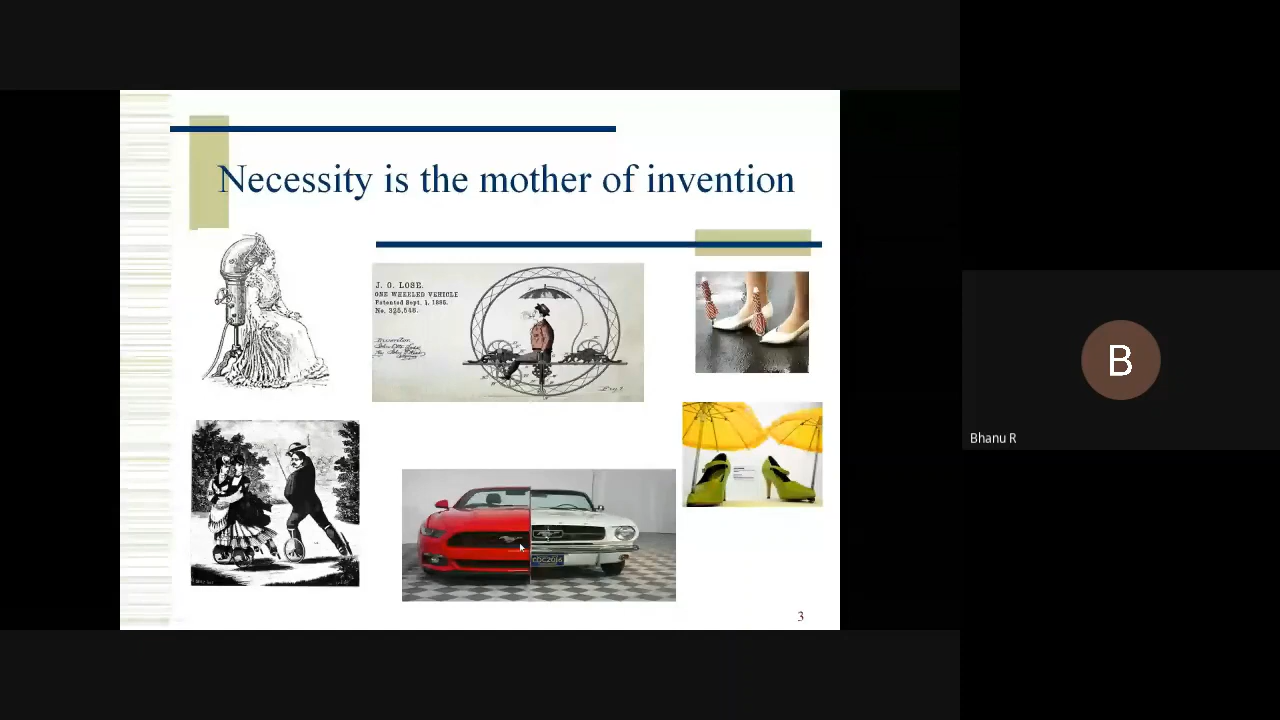 Necessity is the mother of invention
J. O. LOSE.
ONE WHEELED VEHICLE
Patented Sept. 1, 1885.
No. 325,548.
CDC2016
3
B
Bhanu R